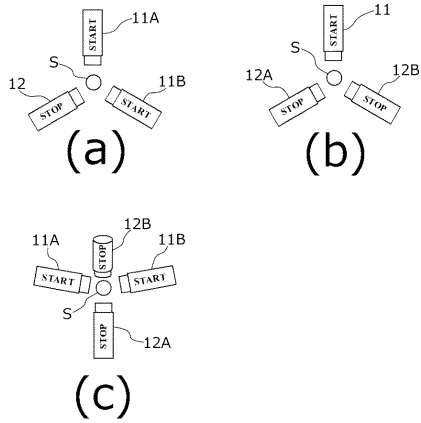 11A
START
S
12
11B
STOP
START
(a)
11
START
S
12A
12B
STOP
STOP
(b)
12B
11A
11B
STOP
START
START
S
STOP
12A
(c)